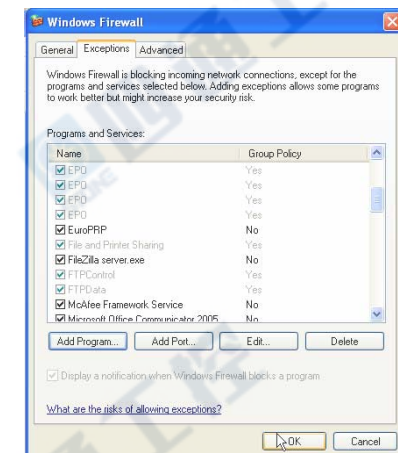 Windows Firewall
General Exceptions Advanced
Windows Firewall is blocking incoming network connections, except for the
programs and services selected below. Adding exceptions allows some programs
to work better but might increase your security risk.
Programs and Services:
Name Group Policy
EPO Yes
EPO Yes
EPO Yes
EPO Yes
EuroPRP No
File and Printer Sharing Yes
FileZilla server.exe No
FTPControl Yes
FTPData Yes
McAfee Framework Service No
Microsoft Office Communicator 2005 No
Add Program... Add Port... Edit... Delete
Display a notification when Windows Firewall blocks a program
What are the risks of allowing exceptions?
OK Cancel